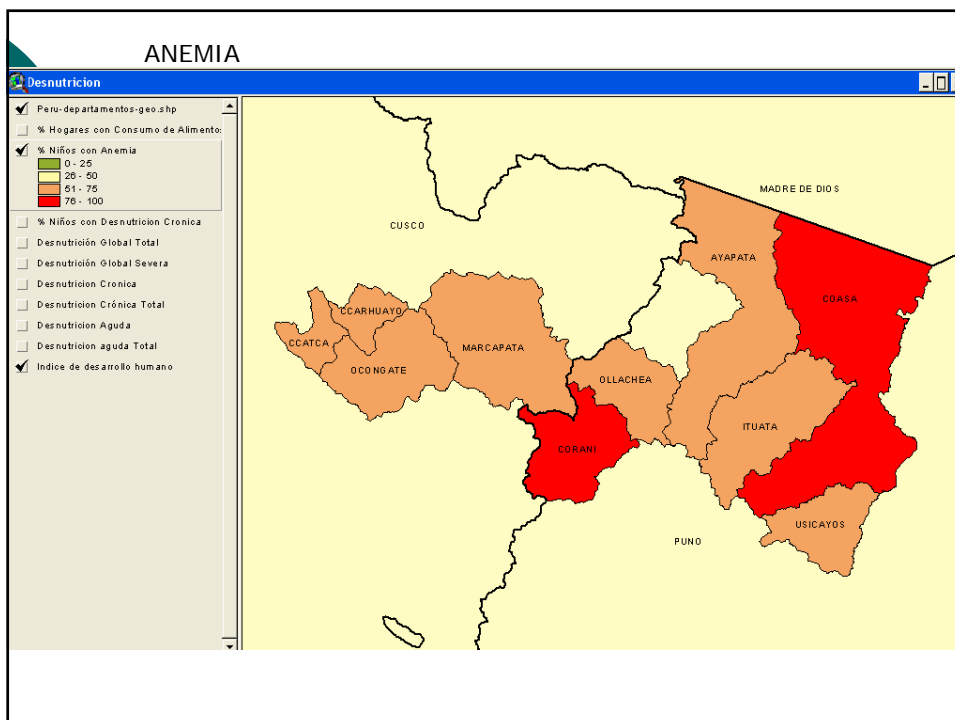 ANEMIA
Desnutricion
Peru-departamentos-geo.shp
% Hogares con Consumo de Alimento:
% Niños con Anemia
0 - 25
26 - 50
51 - 75
76 - 100
% Niños con Desnutricion Cronica
Desnutrición Global Total
Desnutrición Global Severa
Desnutricion Cronica
Desnutricion Crónica Total
Desnutricion Aguda
Desnutricion aguda Total
Indice de desarrollo humano
MADRE DE DIOS
CUSCO
AYAPATA
COASA
CCARHUAYO
CCATCA
MARCAPATA
OCONGATE
OLLACHEA
ITUATA
CORANI
USICAYOS
PUNO